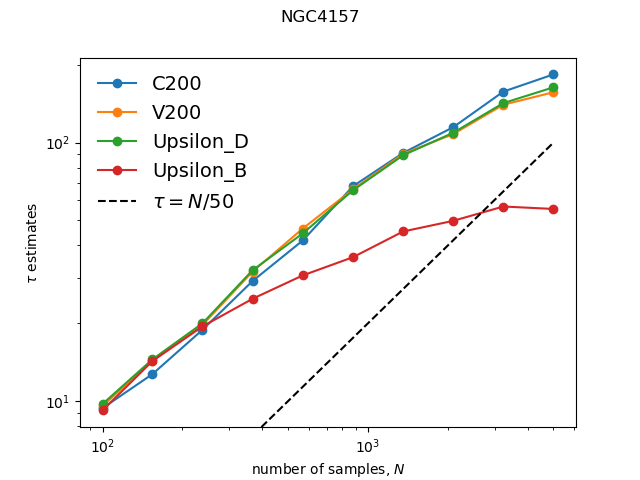 NGC4157
C200
V200
Upsilon_D
Upsilon_B
τ = N/50
10²
10¹
τ estimates
10²
10³
number of samples, N